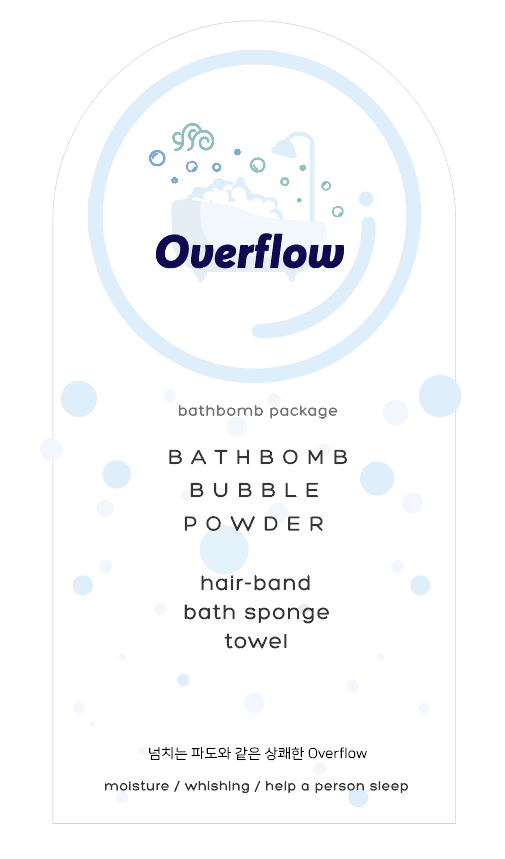 Overflow
bathbomb package
BATHBOMB
BUBBLE
POWDER
hair-band
bath sponge
towel
넘치는 파도와 같은 상쾌한 Overflow
moisture / whishing / help a person sleep